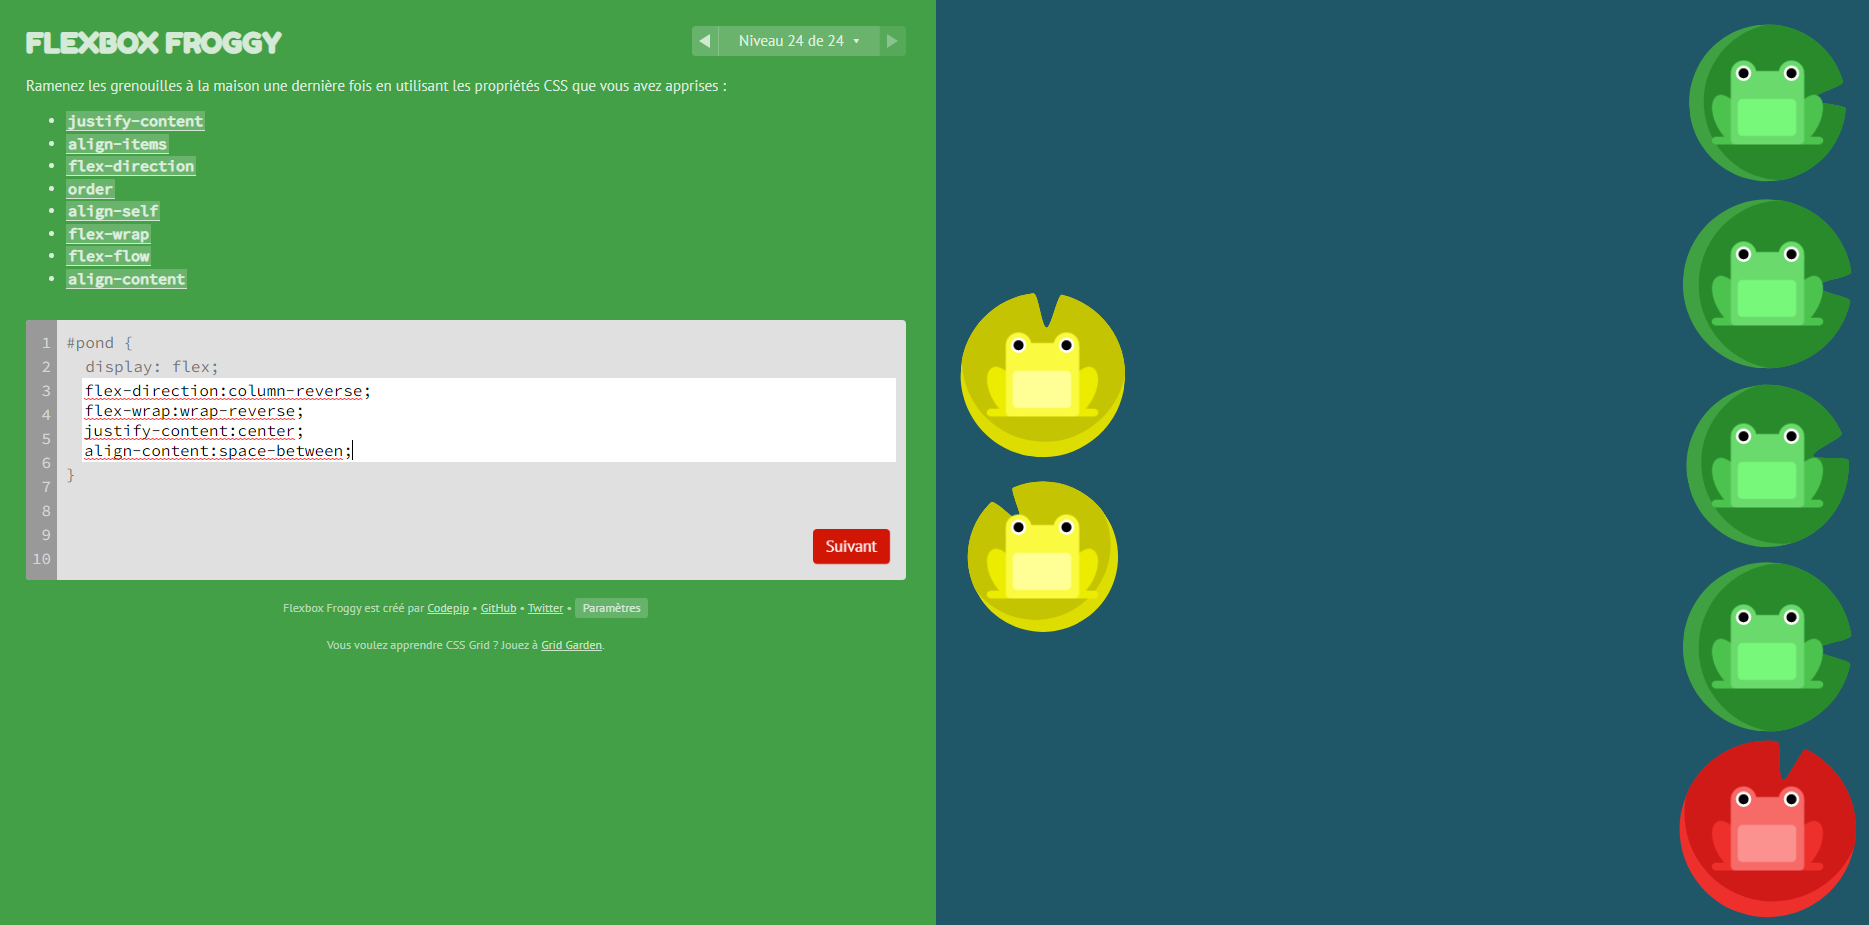 FLEXBOX FROGGY
Niveau 24 de 24
Ramenez les grenouilles à la maison une dernière fois en utilisant les propriétés CSS que vous avez apprises :
• justify-content
• align-items
• flex-direction
• order
• align-self
• flex-wrap
• flex-flow
• align-content
1 #pond {
2 display: flex;
3 flex-direction:column-reverse;
4 flex-wrap:wrap-reverse;
5 justify-content:center;
6 align-content:space-between;
7 }
8
9
10
Suivant
Flexbox Froggy est créé par Codepip • GitHub • Twitter • Paramètres
Vous voulez apprendre CSS Grid ? Jouez à Grid Garden.